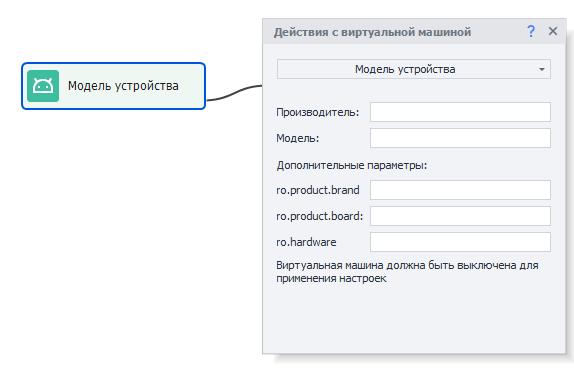 Действия с виртуальной машиной ? ×
Модель устройства
Модель устройства
Производитель:
Модель:
Дополнительные параметры:
ro.product.brand
ro.product.board:
ro.hardware
Виртуальная машина должна быть выключена для
применения настроек